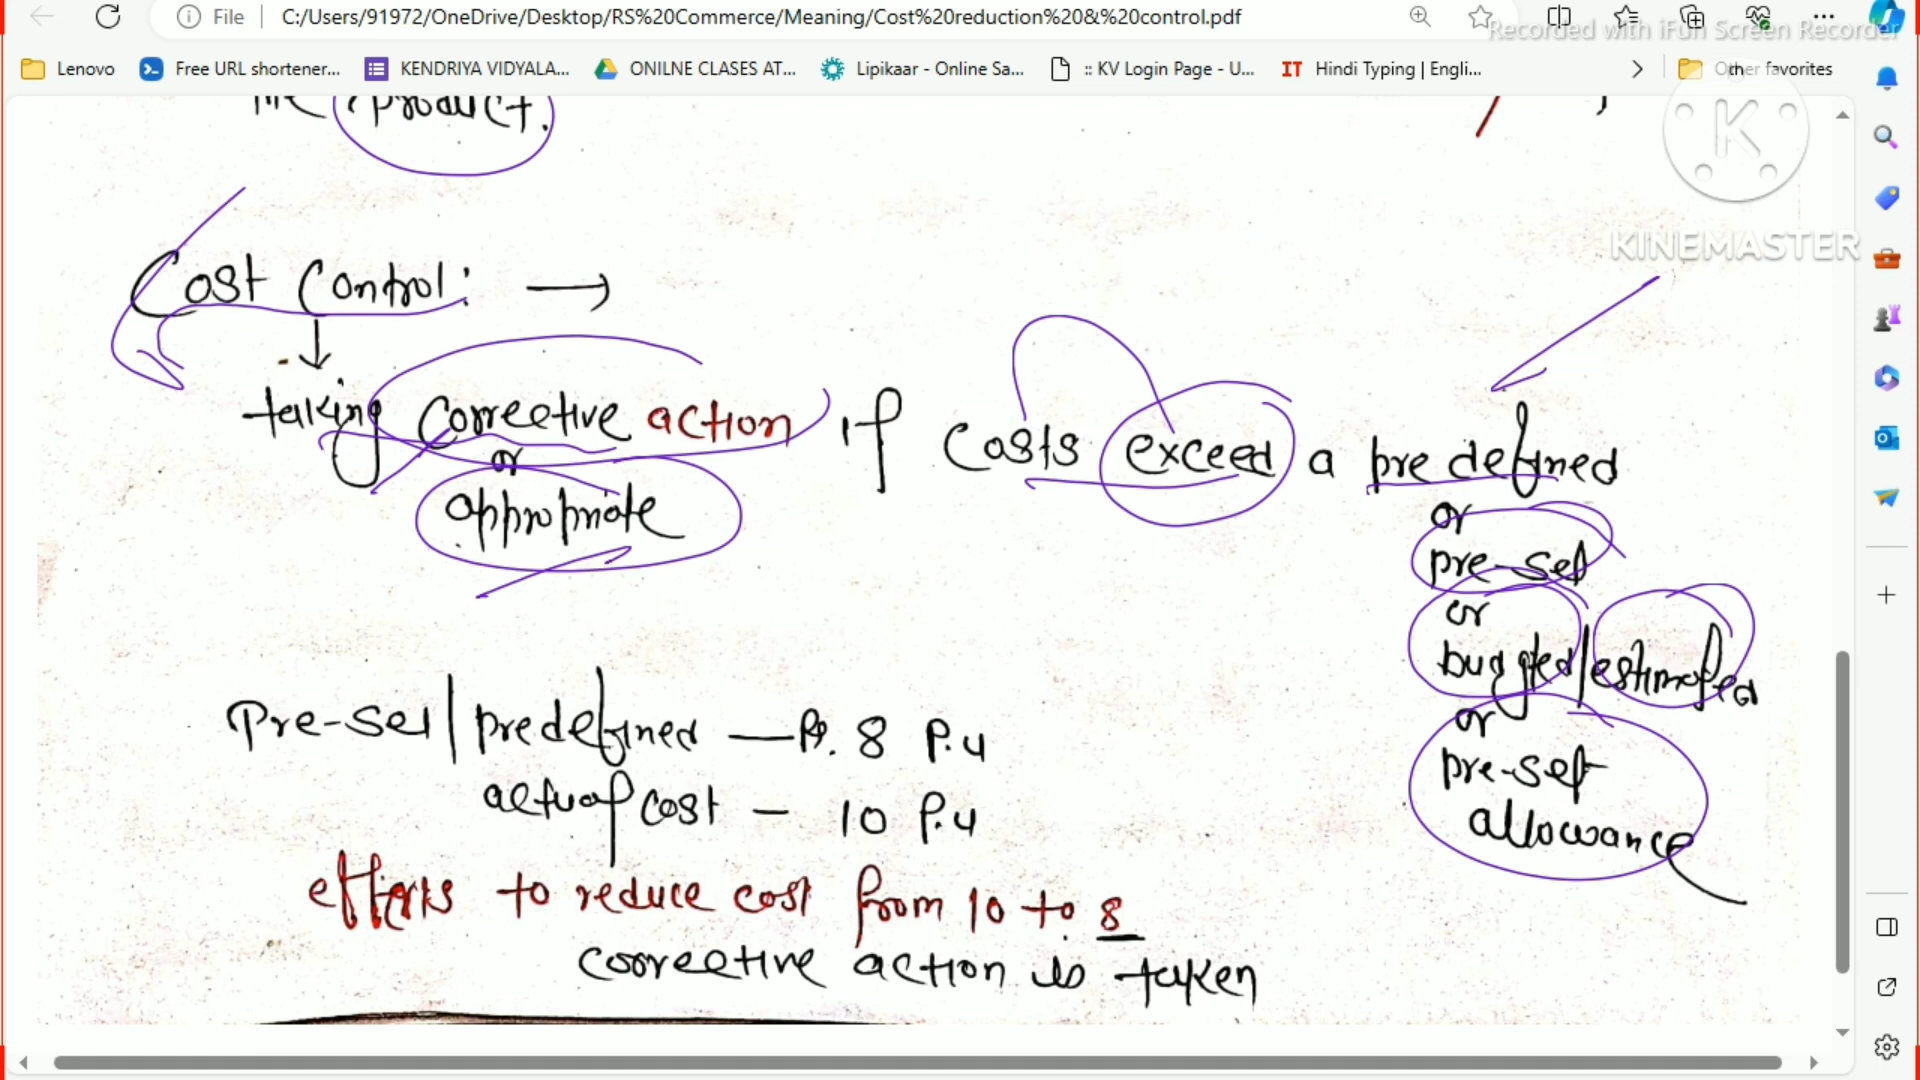 File
C:/Users/91972/OneDrive/Desktop/RS%20Commerce/Meaning/Cost%20reduction%20&%20control.pdf
Recorded with iFun Screen Recorder
Lenovo
Free URL shortener...
KENDRIYA VIDYALA...
ONILNE CLASES AT...
Lipikaar - Online Sa...
:: KV Login Page - U...
IT Hindi Typing | Engli...
Other favorites
K
KINEMASTER
product.
Cost Control: →
taking corrective action if costs exceed a pre defined
or
appropriate
or
pre-set
or
bugted/estimated
or
pre-set
allowance
Pre-set/predefined — Rs. 8 P.u
actual cost — 10 P.u
efforts to reduce cost from 10 to 8
corrective action is taken